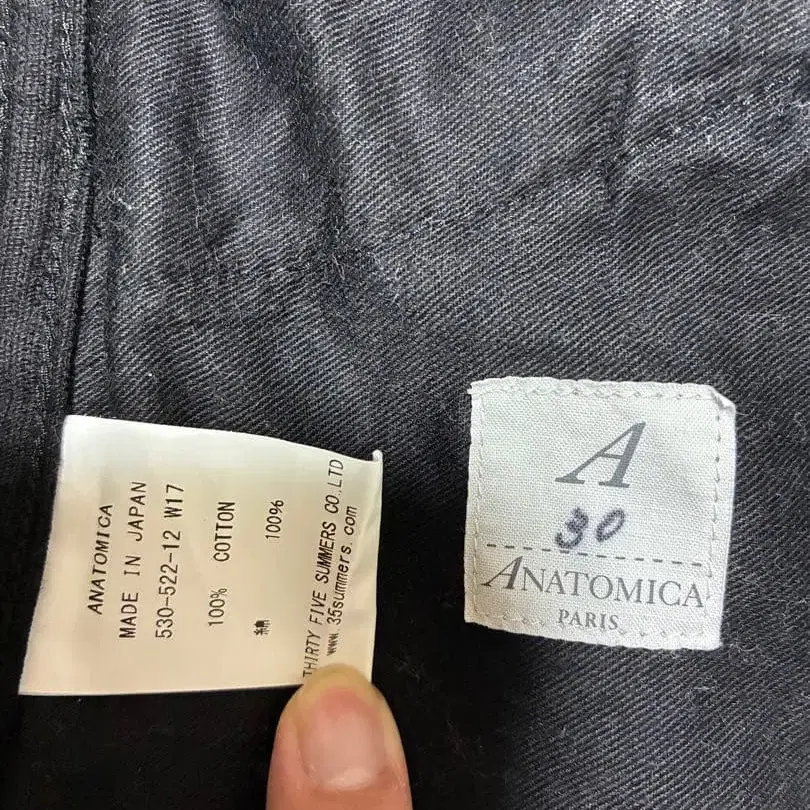 ANATOMICA
MADE IN JAPAN
530-522-12 W17
100% COTTON
綿 100%
THIRTY FIVE SUMMERS CO.,LTD
www.35summers.com
A
30
ANATOMICA
PARIS